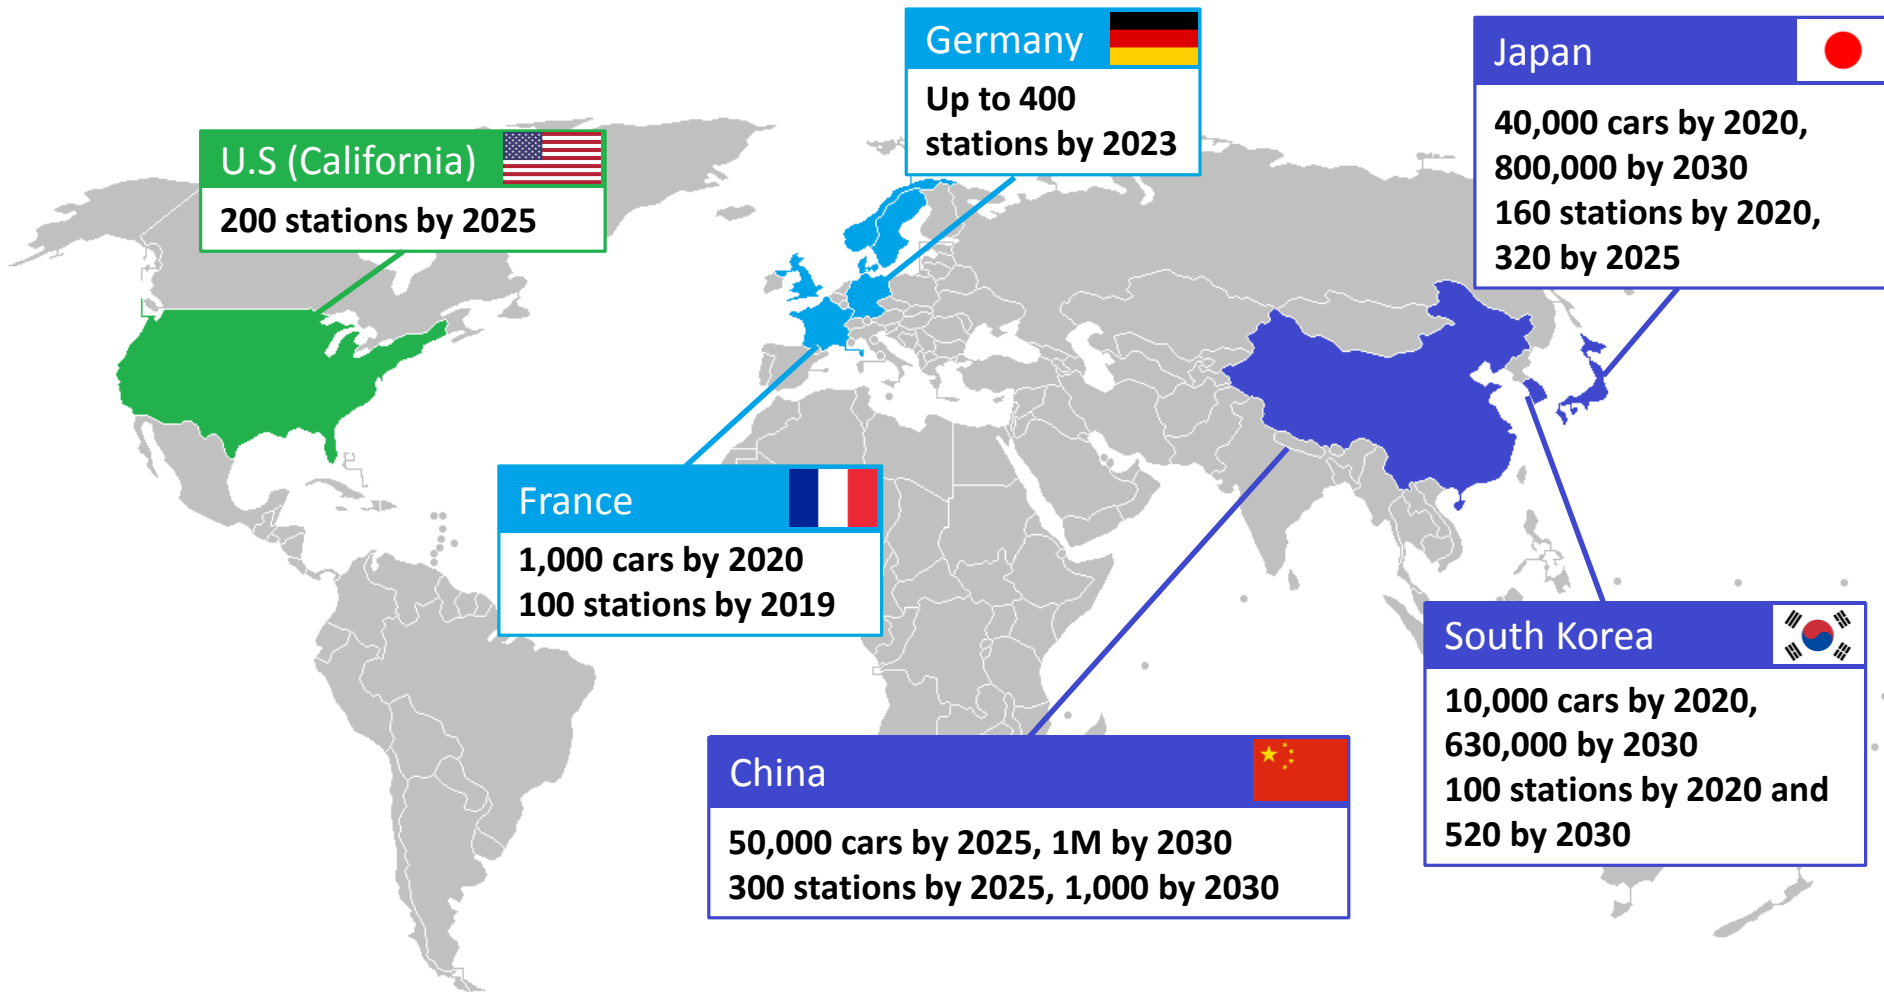 Germany
Up to 400
stations by 2023
Japan
40,000 cars by 2020,
800,000 by 2030
160 stations by 2020,
320 by 2025
U.S (California)
200 stations by 2025
France
1,000 cars by 2020
100 stations by 2019
South Korea
10,000 cars by 2020,
630,000 by 2030
100 stations by 2020 and
520 by 2030
China
50,000 cars by 2025, 1M by 2030
300 stations by 2025, 1,000 by 2030